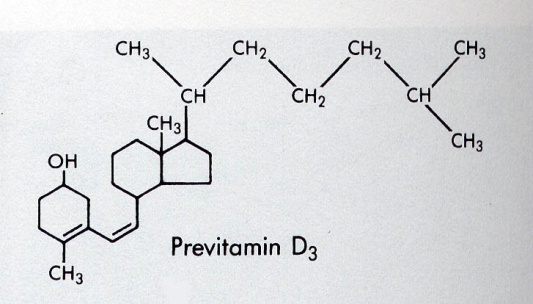 CH₃ CH₂ CH₂ CH₃
CH CH₂ CH
CH₃ CH₃
OH
Previtamin D₃
CH₃